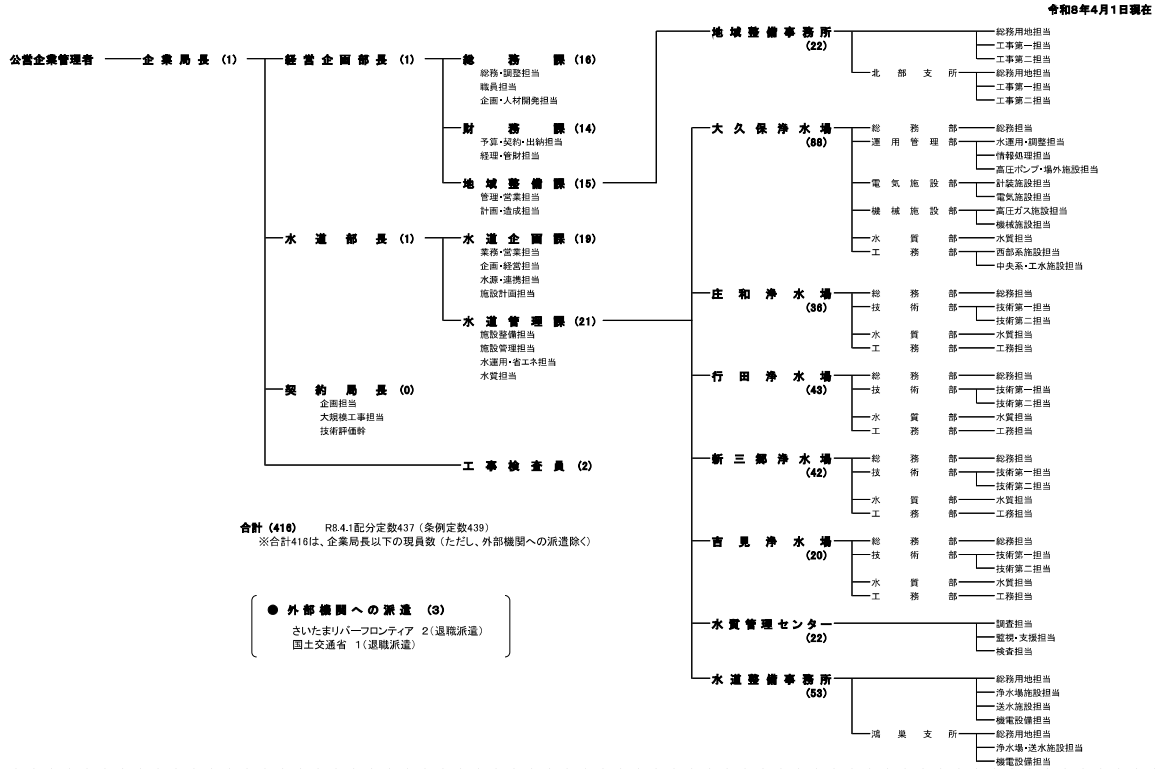 令和8年4月1日現在
公営企業管理者
企業局長 (1)
経営企画部長 (1)
総務課 (16)
総務・調整担当
職員担当
企画・人材開発担当
財務課 (14)
予算・契約・出納担当
経理・管財担当
地域整備課 (15)
管理・営業担当
計画・造成担当
水道部長 (1)
水道企画課 (19)
業務・営業担当
企画・経営担当
水源・連携担当
施設計画担当
水道管理課 (21)
施設整備担当
施設管理担当
水運用・省エネ担当
水質担当
契約局長 (0)
企画担当
大規模工事担当
技術評価幹
工事検査員 (2)
地域整備事務所
(22)
総務用地担当
工事第一担当
工事第二担当
北部支所
総務用地担当
工事第一担当
工事第二担当
大久保浄水場
(88)
総務部
総務担当
運用管理部
水運用・調整担当
情報処理担当
高圧ポンプ・場外施設担当
電気施設部
計装施設担当
電気施設担当
機械施設部
高圧ガス施設担当
機械施設担当
水質部
水質担当
工務部
西部系施設担当
中央系・工水施設担当
庄和浄水場
(36)
総務部
総務担当
技術部
技術第一担当
技術第二担当
水質部
水質担当
工務部
工務担当
行田浄水場
(43)
総務部
総務担当
技術部
技術第一担当
技術第二担当
水質部
水質担当
工務部
工務担当
新三郷浄水場
(42)
総務部
総務担当
技術部
技術第一担当
技術第二担当
水質部
水質担当
工務部
工務担当
吉見浄水場
(20)
総務部
総務担当
技術部
技術第一担当
技術第二担当
水質部
水質担当
工務部
工務担当
水質管理センター
(22)
調査担当
監視・支援担当
検査担当
水道整備事務所
(53)
総務用地担当
浄水場施設担当
送水施設担当
機電設備担当
鴻巣支所
総務用地担当
浄水場・送水施設担当
機電設備担当
合計 (416) R8.4.1配分定数437 (条例定数439)
※合計416は、企業局長以下の現員数 (ただし、外部機関への派遣除く)
● 外部機関への派遣 (3)
さいたまリバーフロンティア 2(退職派遣)
国土交通省 1(退職派遣)